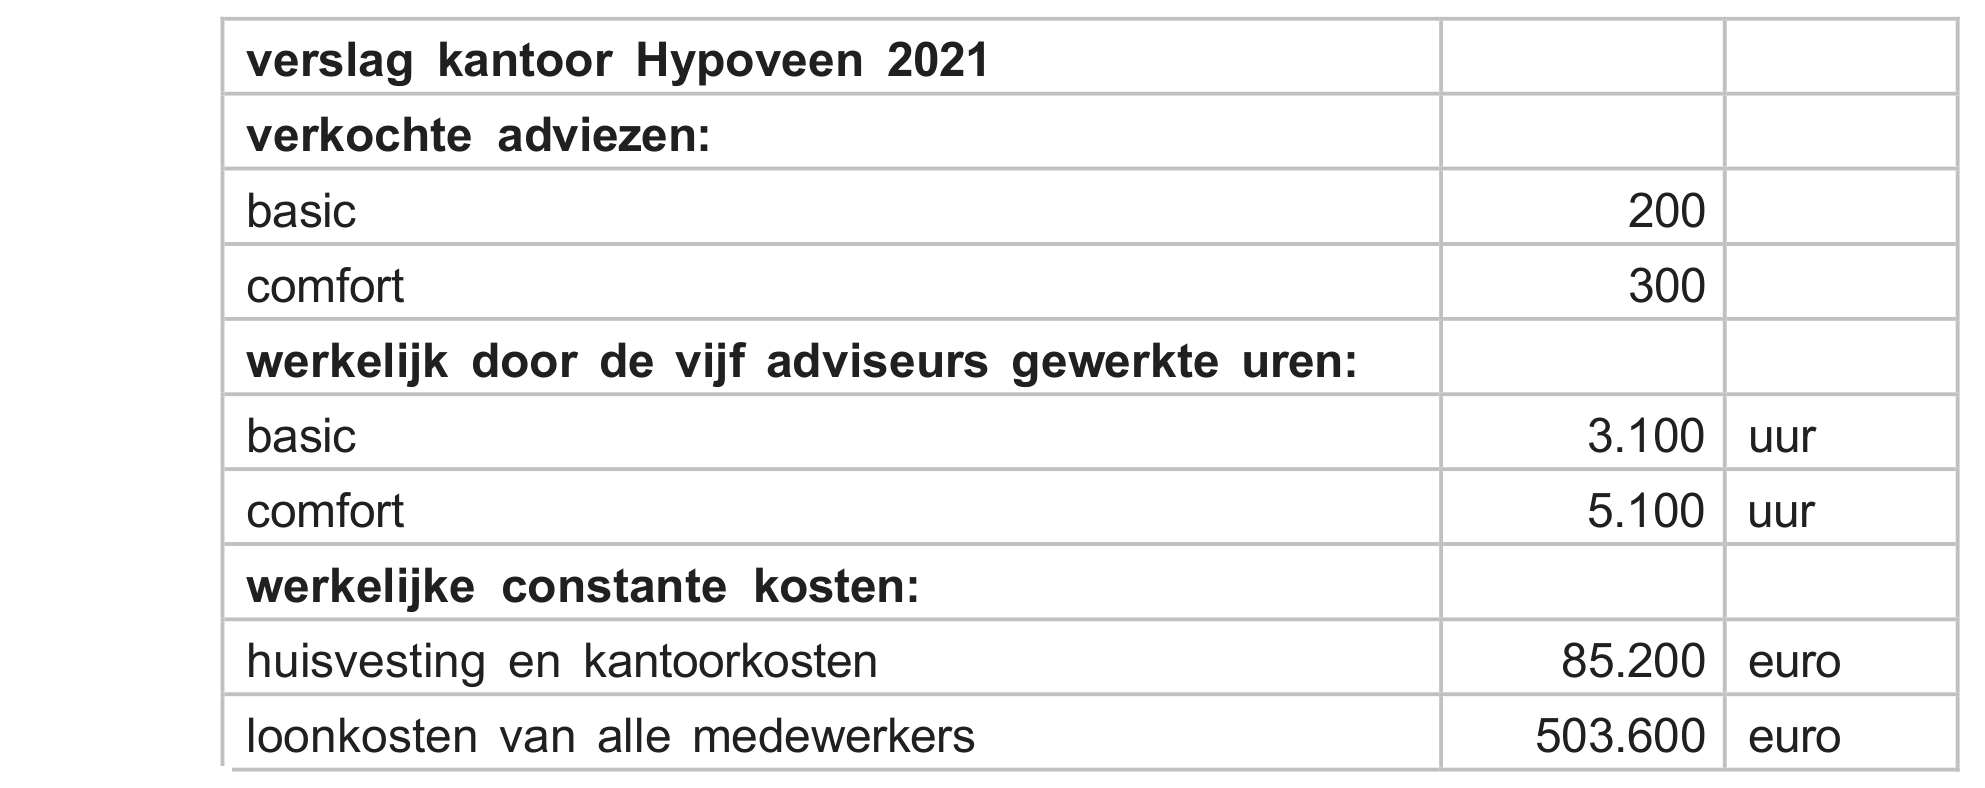 verslag kantoor Hypoveen 2021
verkochte adviezen:
basic 200
comfort 300
werkelijk door de vijf adviseurs gewerkte uren:
basic 3.100 uur
comfort 5.100 uur
werkelijke constante kosten:
huisvesting en kantoorkosten 85.200 euro
loonkosten van alle medewerkers 503.600 euro